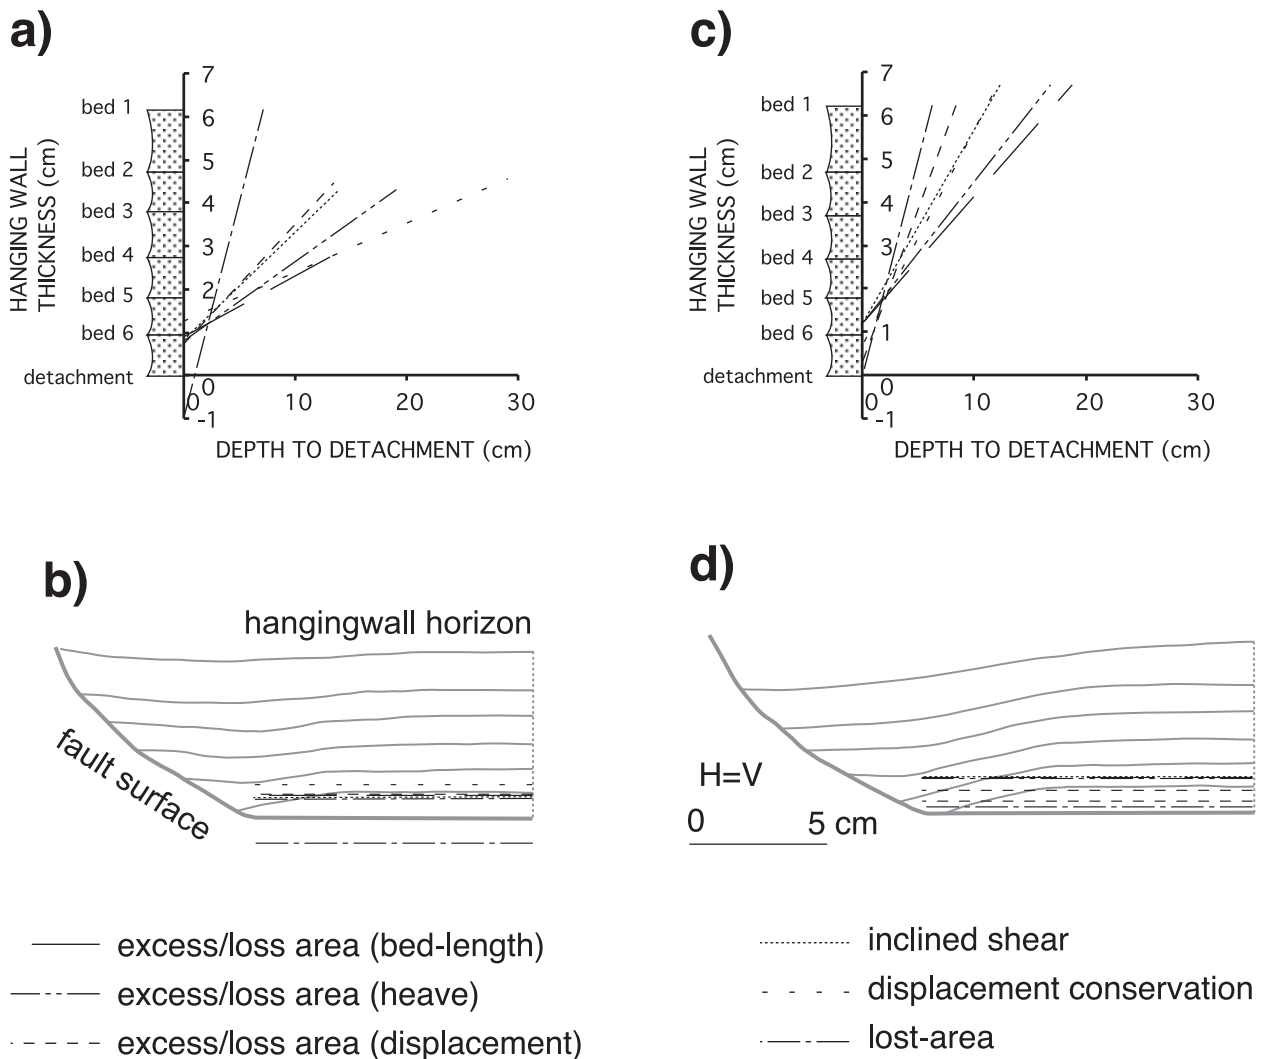 a)
7
bed 1
6
5
bed 2
4
bed 3
3
bed 4
2
bed 5
bed 6
detachment
0
0
10
20
30
-1
HANGING WALL
THICKNESS (cm)
DEPTH TO DETACHMENT (cm)
c)
7
bed 1
6
5
bed 2
4
bed 3
3
bed 4
bed 5
bed 6
1
detachment
0
0
10
20
30
-1
HANGING WALL
THICKNESS (cm)
DEPTH TO DETACHMENT (cm)
b)
hangingwall horizon
fault surface
d)
H=V
0
5 cm
excess/loss area (bed-length)
excess/loss area (heave)
excess/loss area (displacement)
inclined shear
displacement conservation
lost-area